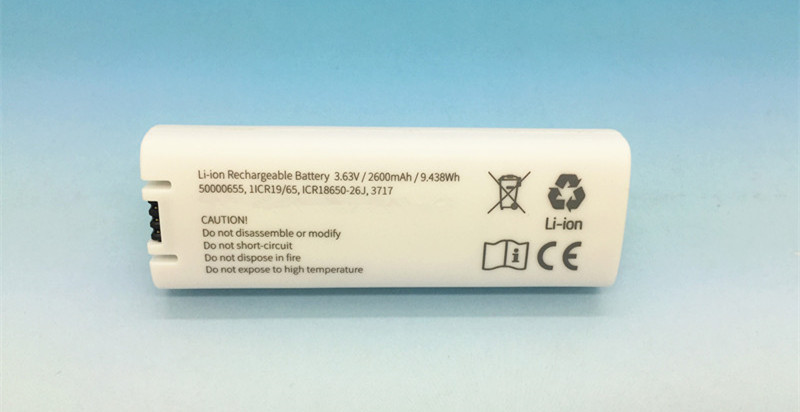 Li-ion Rechargeable Battery 3.63V / 2600mAh / 9.438Wh
50000655, 1ICR19/65, ICR18650-26J, 3717
CAUTION!
Do not disassemble or modify
Do not short-circuit
Do not dispose in fire
Do not expose to high temperature
Li-ion
CE